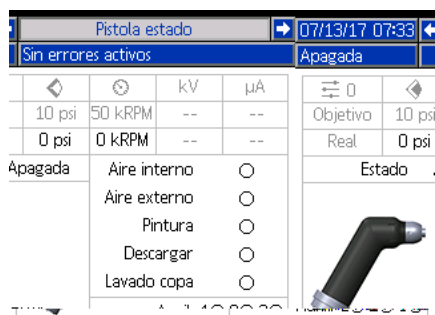 Pistola estado 07/13/17 07:33
Sin errores activos Apagada
kV µA 0
10 psi 50 kRPM -- -- Objetivo 10 psi
0 psi 0 kRPM -- -- Real 0 psi
Apagada Aire interno Estado
Aire externo
Pintura
Descargar
Lavado copa